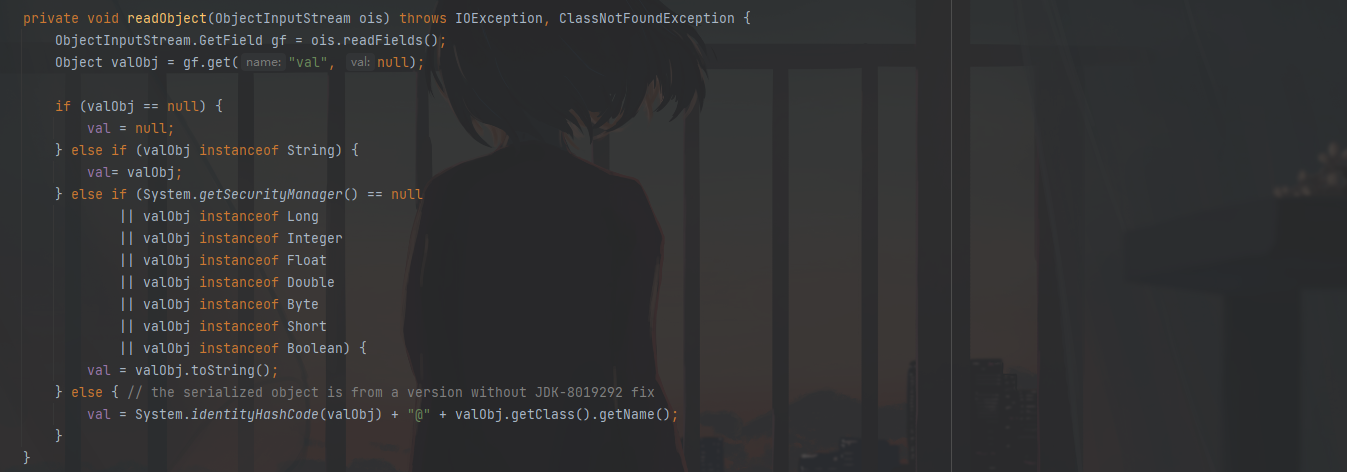 private void readObject(ObjectInputStream ois) throws IOException, ClassNotFoundException {
    ObjectInputStream.GetField gf = ois.readFields();
    Object valObj = gf.get( name: "val", val: null);

    if (valObj == null) {
        val = null;
    } else if (valObj instanceof String) {
        val= valObj;
    } else if (System.getSecurityManager() == null
            || valObj instanceof Long
            || valObj instanceof Integer
            || valObj instanceof Float
            || valObj instanceof Double
            || valObj instanceof Byte
            || valObj instanceof Short
            || valObj instanceof Boolean) {
        val = valObj.toString();
    } else { // the serialized object is from a version without JDK-8019292 fix
        val = System.identityHashCode(valObj) + "@" + valObj.getClass().getName();
    }
}